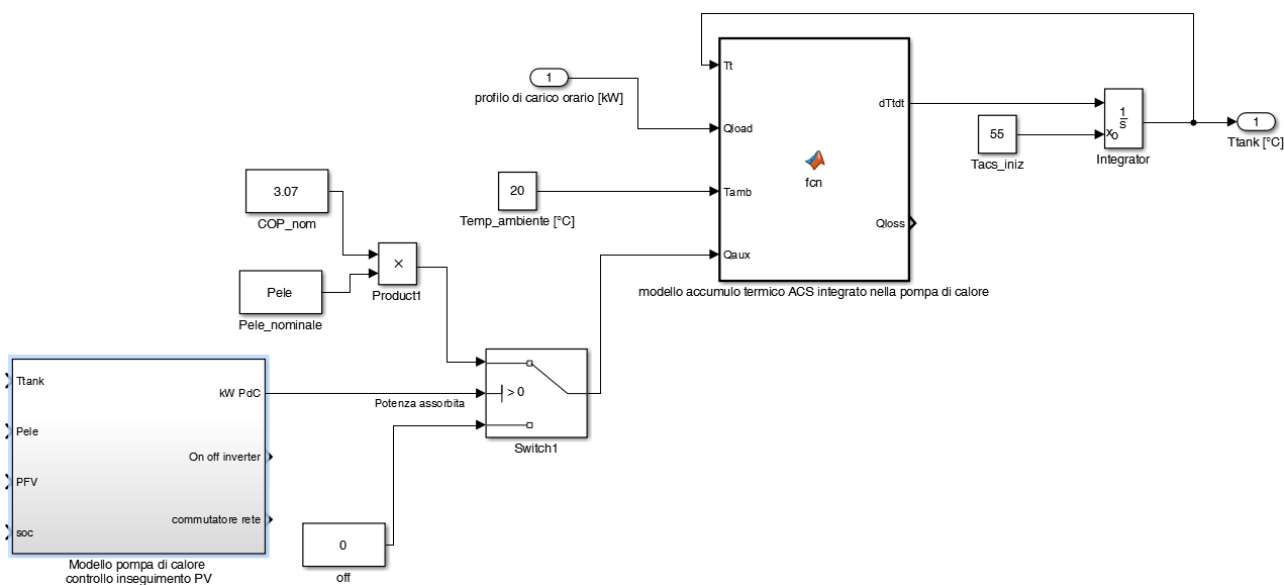 1
profilo di carico orario [kW]
Tt
Qload
Tamb
Qaux
dTtdt
Qloss
fcn
modello accumulo termico ACS integrato nella pompa di calore
55
Tacs_iniz
1
s
xo
Integrator
1
Ttank [°C]
20
Temp_ambiente [°C]
3.07
COP_nom
×
Product1
Pele
Pele_nominale
Ttank
Pele
PFV
soc
kW PdC
On off inverter
commutatore rete
Modello pompa di calore
controllo inseguimento PV
Potenza assorbita
> 0
Switch1
0
off